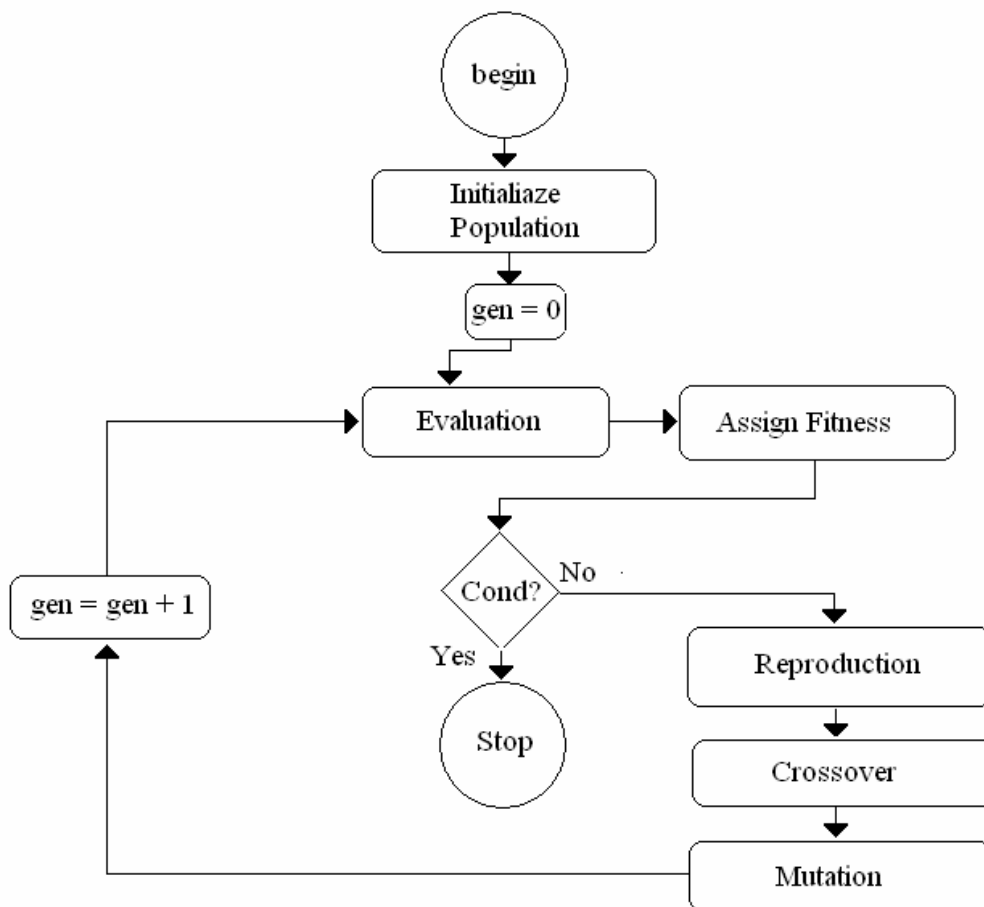 begin
Initialiaze
Population
gen = 0
Evaluation
Assign Fitness
Cond?
No
Yes
Stop
gen = gen + 1
Reproduction
Crossover
Mutation